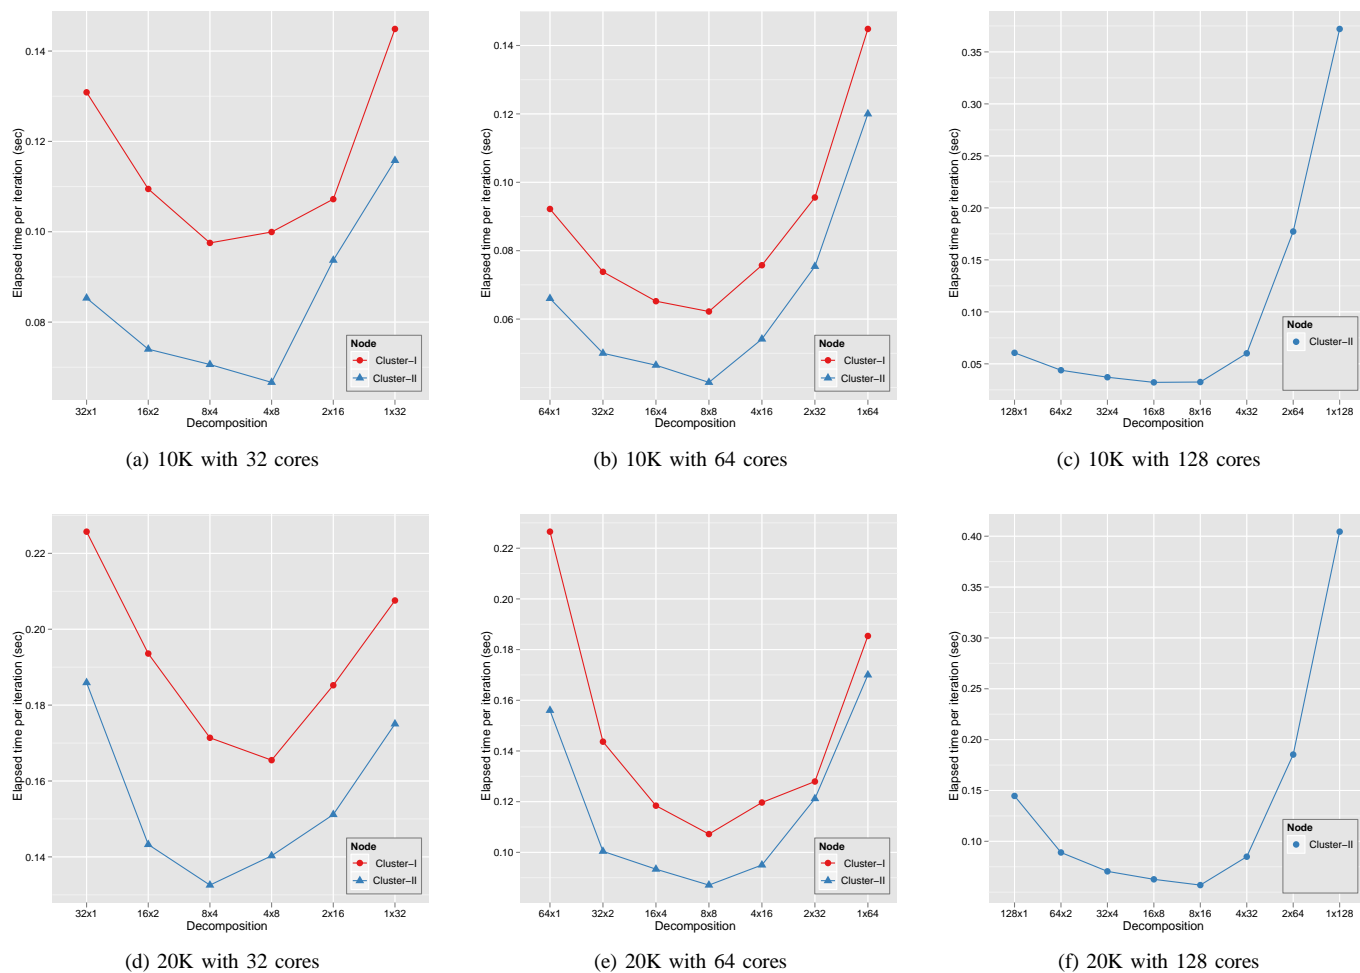 Elapsed time per iteration (sec)
0.14
0.12
0.10
0.08
Node
Cluster−I
Cluster−II
32x1 16x2 8x4 4x8 2x16 1x32
Decomposition
(a) 10K with 32 cores
Elapsed time per iteration (sec)
0.14
0.12
0.10
0.08
0.06
Node
Cluster−I
Cluster−II
64x1 32x2 16x4 8x8 4x16 2x32 1x64
Decomposition
(b) 10K with 64 cores
Elapsed time per iteration (sec)
0.35
0.30
0.25
0.20
0.15
0.10
0.05
Node
Cluster−II
128x1 64x2 32x4 16x8 8x16 4x32 2x64 1x128
Decomposition
(c) 10K with 128 cores
Elapsed time per iteration (sec)
0.22
0.20
0.18
0.16
0.14
Node
Cluster−I
Cluster−II
32x1 16x2 8x4 4x8 2x16 1x32
Decomposition
(d) 20K with 32 cores
Elapsed time per iteration (sec)
0.22
0.20
0.18
0.16
0.14
0.12
0.10
Node
Cluster−I
Cluster−II
64x1 32x2 16x4 8x8 4x16 2x32 1x64
Decomposition
(e) 20K with 64 cores
Elapsed time per iteration (sec)
0.40
0.35
0.30
0.25
0.20
0.15
0.10
Node
Cluster−II
128x1 64x2 32x4 16x8 8x16 4x32 2x64 1x128
Decomposition
(f) 20K with 128 cores